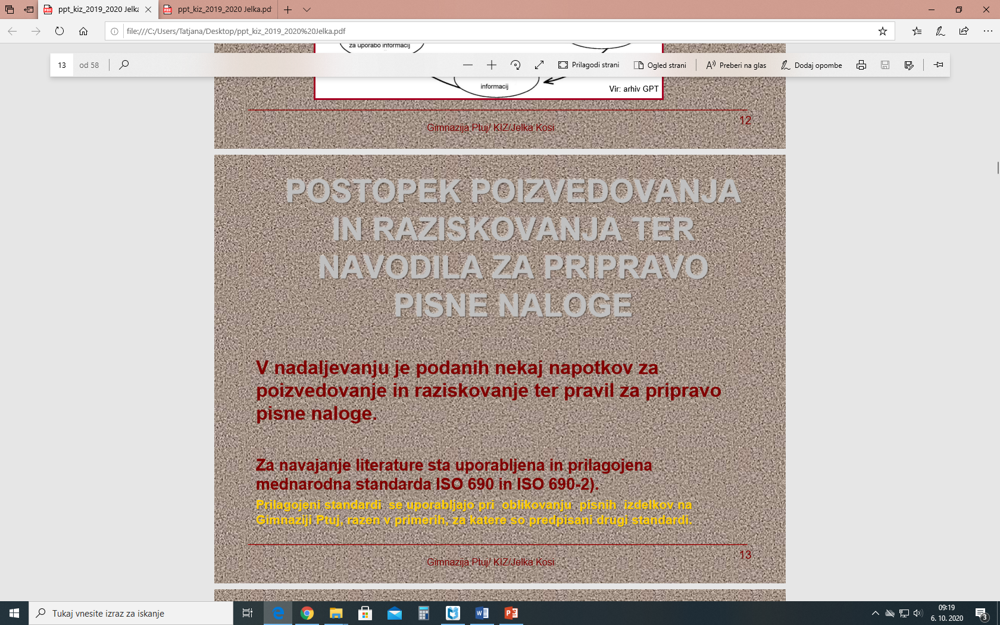 ppt_kiz_2019_2020 Jelka
ppt_kiz_2019_2020 Jelka.pdf
file:///C:/Users/Tatjana/Desktop/ppt_kiz_2019_2020%20Jelka.pdf
za uporabo informacij
13 od 58
Prilagodi strani
Ogled strani
Preberi na glas
Dodaj opombe
informacij
Vir: arhiv GPT
12
Gimnazija Ptuj/ KIZ/Jelka Kosi
POSTOPEK POIZVEDOVANJA
IN RAZISKOVANJA TER
NAVODILA ZA PRIPRAVO
PISNE NALOGE
V nadaljevanju je podanih nekaj napotkov za
poizvedovanje in raziskovanje ter pravil za pripravo
pisne naloge.
Za navajanje literature sta uporabljena in prilagojena
mednarodna standarda ISO 690 in ISO 690-2).
Prilagojeni standardi se uporabljajo pri oblikovanju pisnih izdelkov na
Gimnaziji Ptuj, razen v primerih, za katere so predpisani drugi standardi.
13
Gimnazija Ptuj/ KIZ/Jelka Kosi
Tukaj vnesite izraz za iskanje
09:19
6. 10. 2020
3